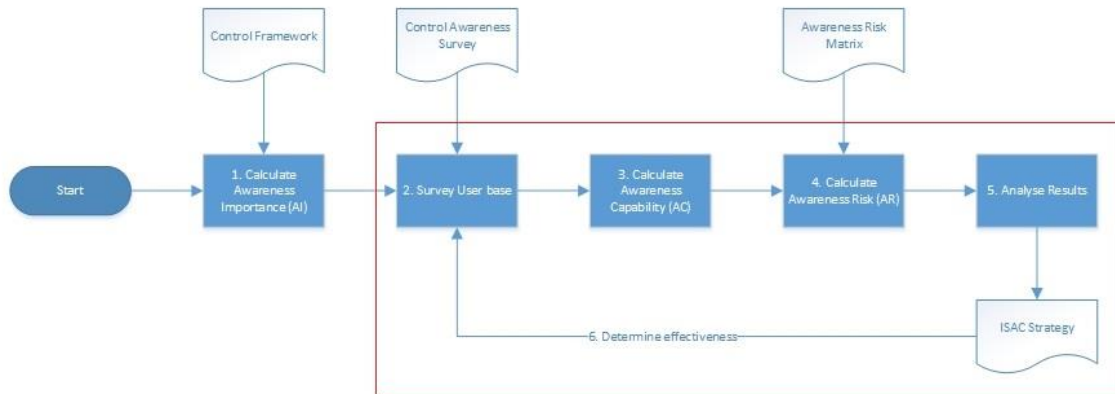 Control Framework
Control Awareness
Survey
Awareness Risk
Matrix
Start
1. Calculate
Awareness
Importance (AI)
2. Survey User base
3. Calculate
Awareness
Capability (AC)
4. Calculate
Awareness Risk (AR)
5. Analyse Results
6. Determine effectiveness
ISAC Strategy